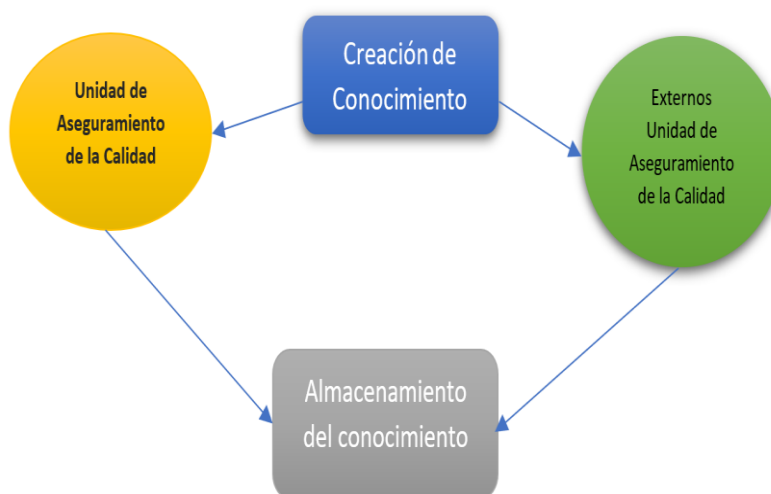 Creación de
Conocimiento
Unidad de
Aseguramiento
de la Calidad
Externos
Unidad de
Aseguramiento
de la Calidad
Almacenamiento
del conocimiento